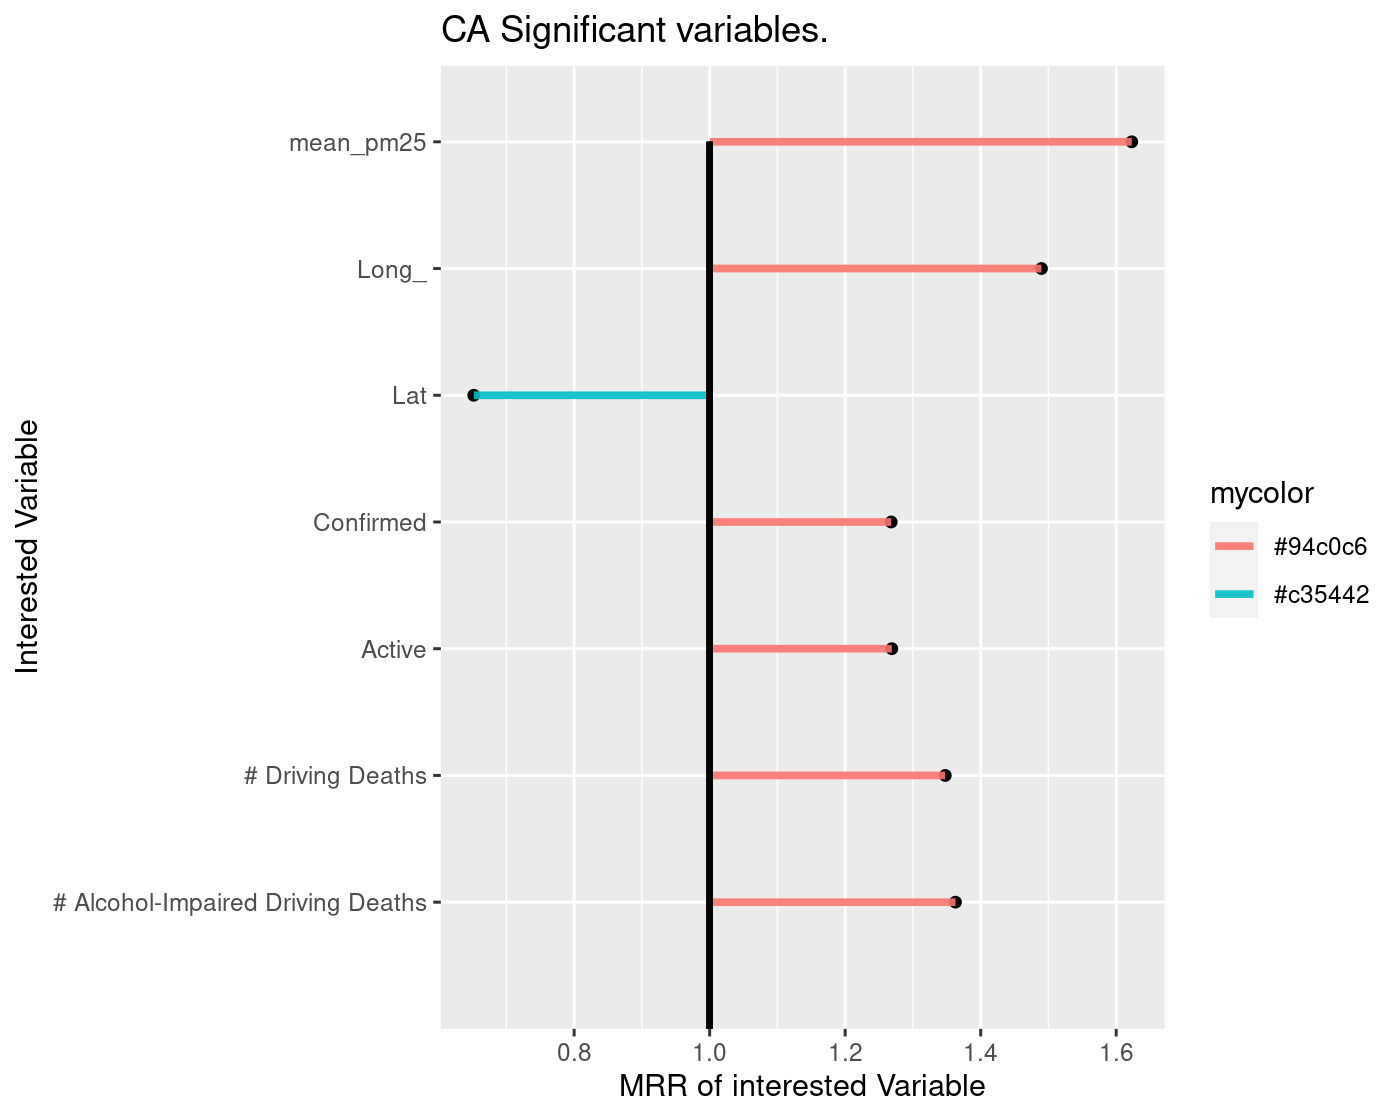 CA Significant variables.
mean_pm25
Long_
Lat
Confirmed
Active
# Driving Deaths
# Alcohol-Impaired Driving Deaths
Interested Variable
0.8
1.0
1.2
1.4
1.6
MRR of interested Variable
mycolor
#94c0c6
#c35442